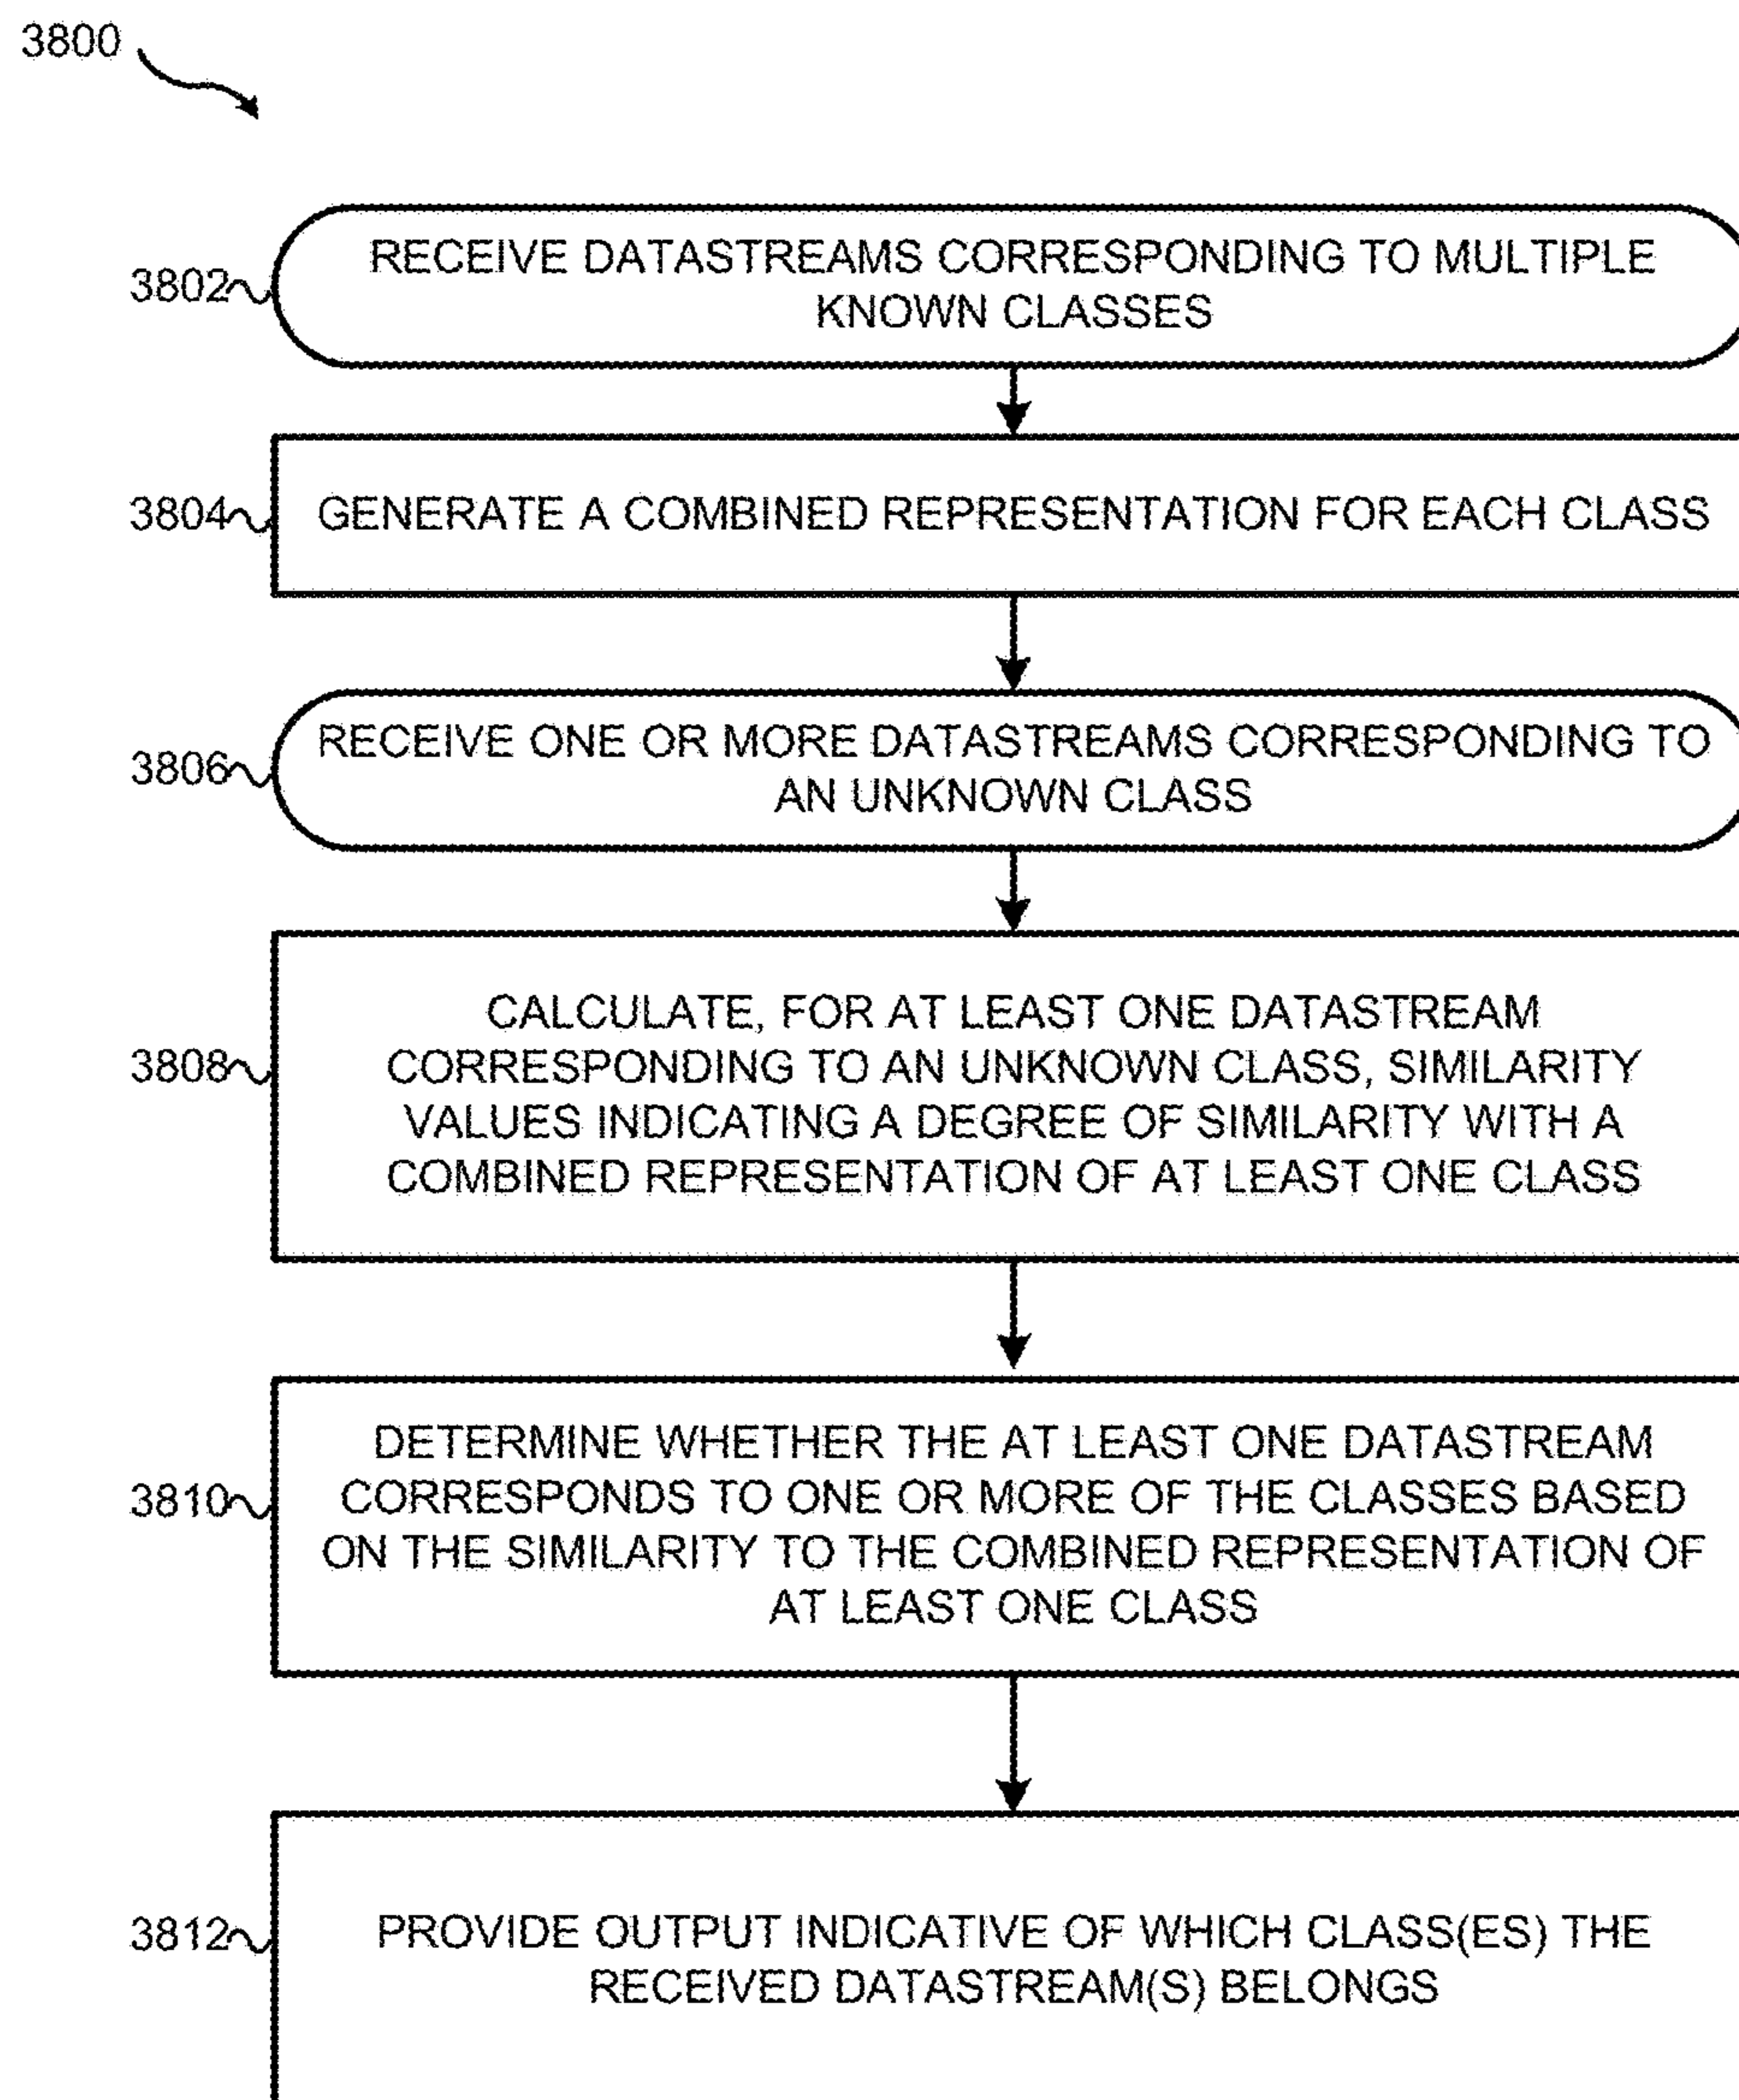 3800
RECEIVE DATASTREAMS CORRESPONDING TO MULTIPLE
KNOWN CLASSES
3802
3804
GENERATE A COMBINED REPRESENTATION FOR EACH CLASS
RECEIVE ONE OR MORE DATASTREAMS CORRESPONDING TO
AN UNKNOWN CLASS
3806
CALCULATE, FOR AT LEAST ONE DATASTREAM
CORRESPONDING TO AN UNKNOWN CLASS, SIMILARITY
VALUES INDICATING A DEGREE OF SIMILARITY WITH A
COMBINED REPRESENTATION OF AT LEAST ONE CLASS
3808
DETERMINE WHETHER THE AT LEAST ONE DATASTREAM
CORRESPONDS TO ONE OR MORE OF THE CLASSES BASED
ON THE SIMILARITY TO THE COMBINED REPRESENTATION OF
AT LEAST ONE CLASS
3810
PROVIDE OUTPUT INDICATIVE OF WHICH CLASS(ES) THE
RECEIVED DATASTREAM(S) BELONGS
3812